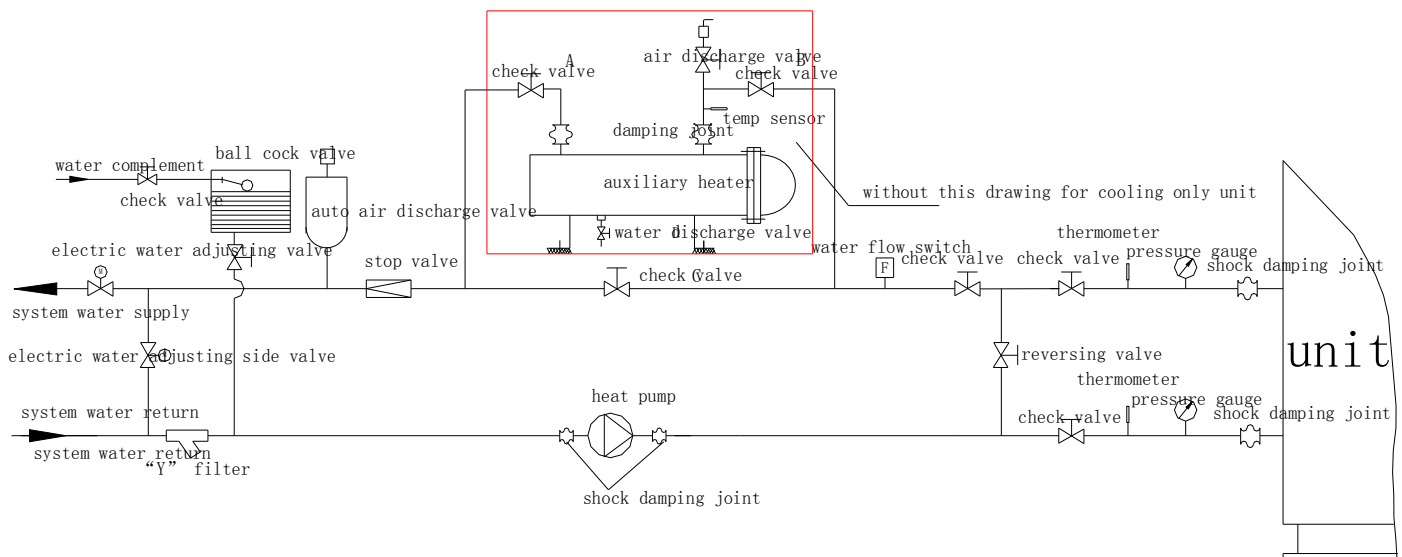 A
air discharge valve
B
check valve
check valve
temp sensor
damping joint
ball cock valve
water complement
auxiliary heater
check valve
without this drawing for cooling only unit
auto air discharge valve
water discharge valve
D
electric water adjusting valve
water flow switch
thermometer
pressure gauge
stop valve
check valve
check valve
shock damping joint
M
F
check valve
C
system water supply
unit
electric water adjusting side valve
reversing valve
thermometer
heat pump
pressure gauge
system water return
check valve
shock damping joint
system water return
“Y” filter
shock damping joint